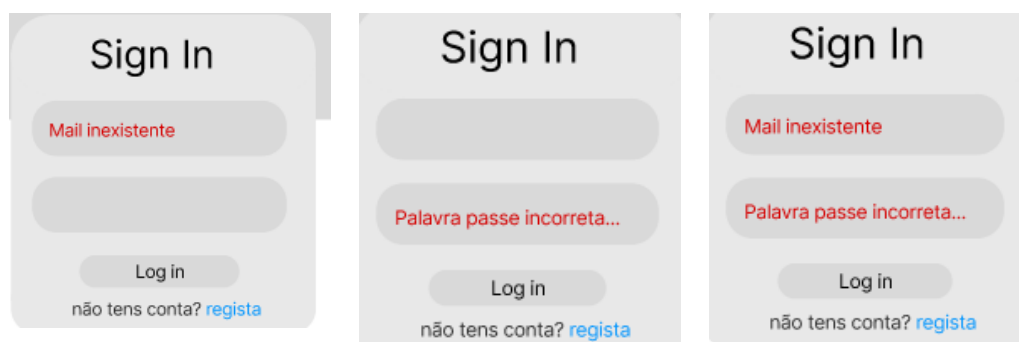 Sign In
Mail inexistente
Log in
não tens conta? regista
Sign In
Palavra passe incorreta...
Log in
não tens conta? regista
Sign In
Mail inexistente
Palavra passe incorreta...
Log in
não tens conta? regista